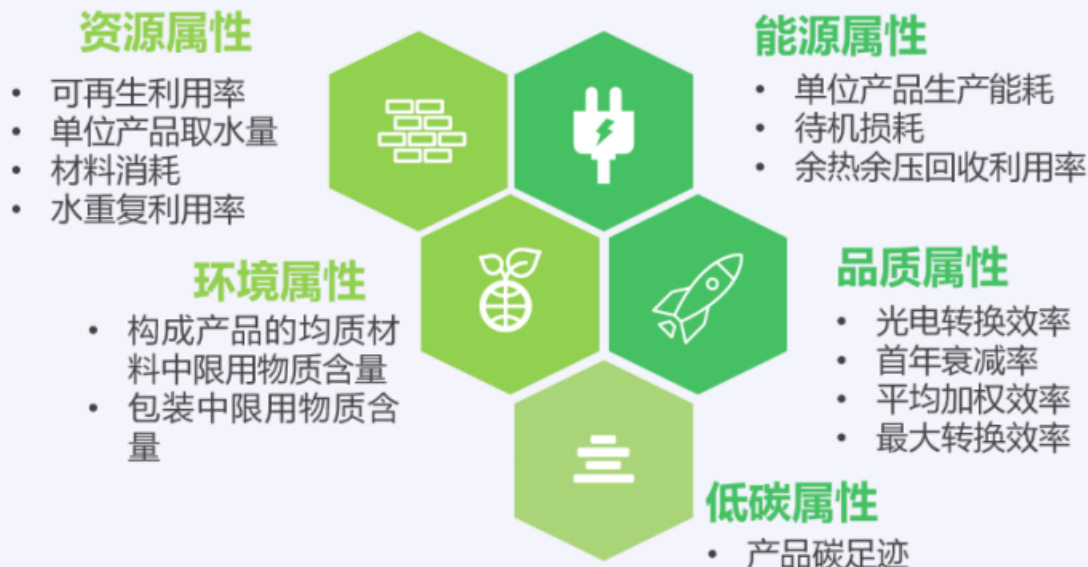 资源属性
• 可再生利用率
• 单位产品取水量
• 材料消耗
• 水重复利用率
能源属性
• 单位产品生产能耗
• 待机损耗
• 余热余压回收利用率
环境属性
• 构成产品的均质材
料中限用物质含量
• 包装中限用物质含
量
品质属性
• 光电转换效率
• 首年衰减率
• 平均加权效率
• 最大转换效率
低碳属性
• 产品碳足迹